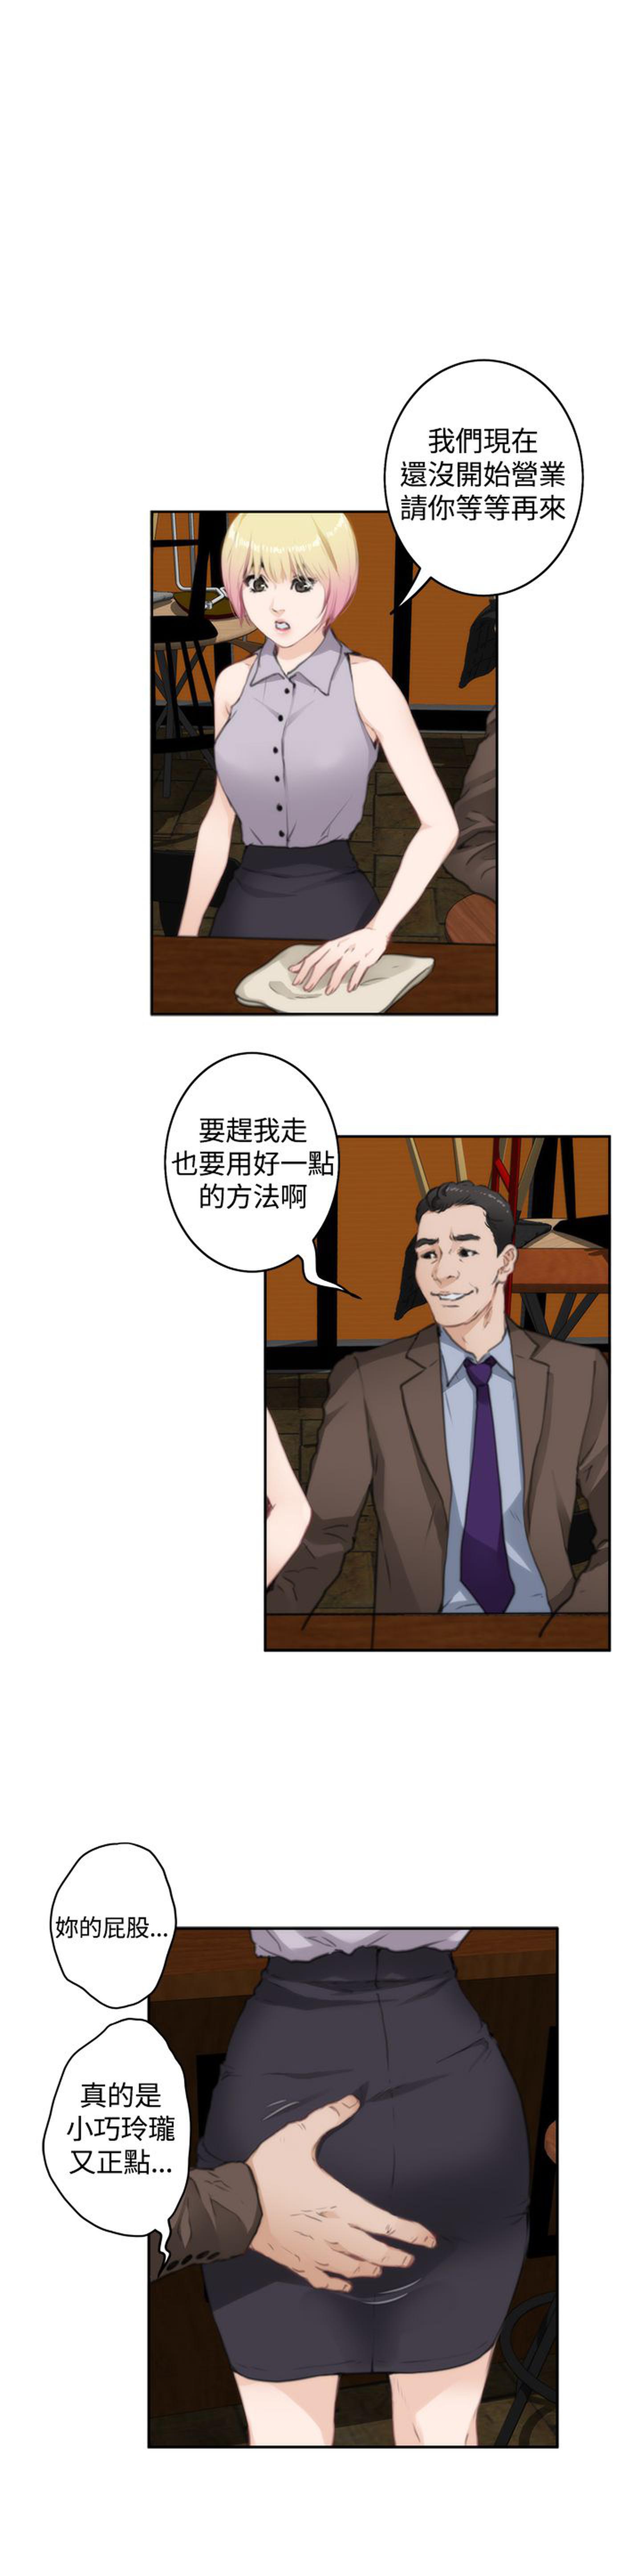 我們現在
還沒開始營業
請你等等再來
要趕我走
也要用好一點
的方法啊
妳的屁股...
真的是
小巧玲瓏
又正點...